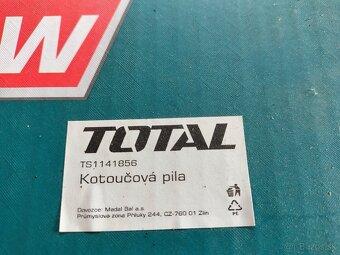 W
TOTAL
TS1141856
Kotoučová pila
Dovozce: Madal Bal a.s.
Průmyslová zóna Příluky 244, CZ-760 01 Zlín
PE